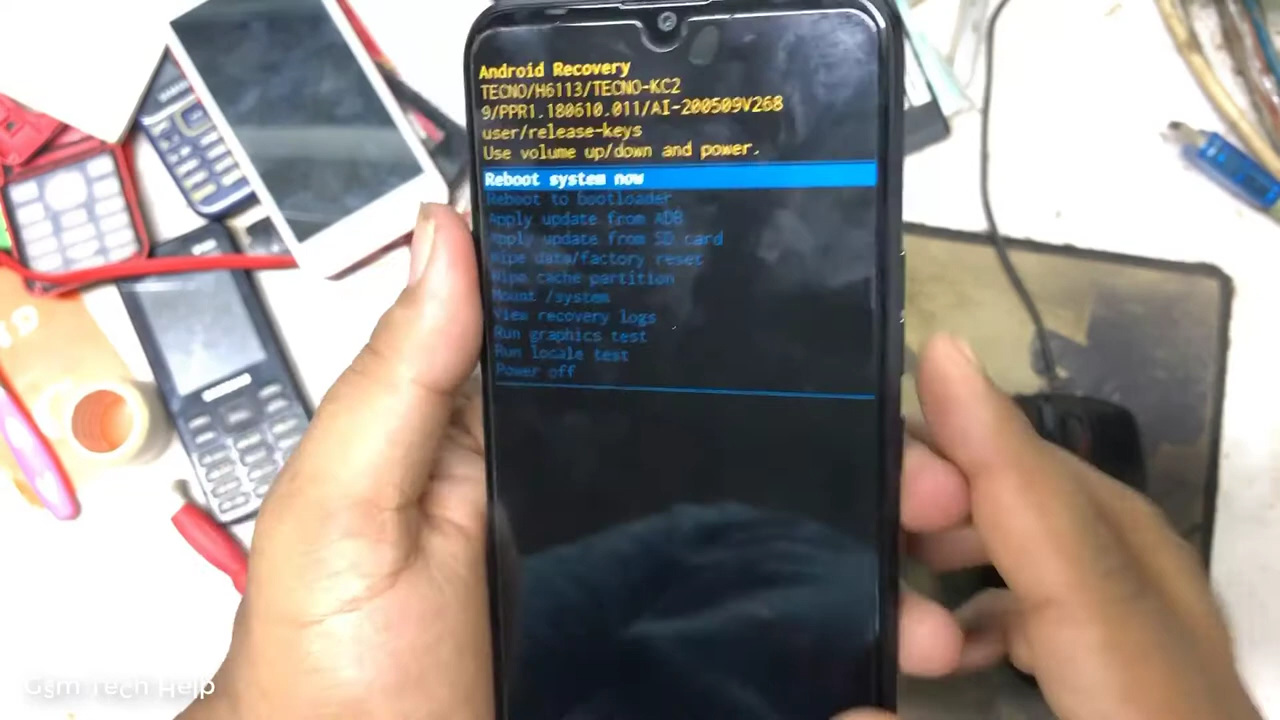 Android Recovery
TECNO/H6113/TECNO-KC2
9/PPR1.180610.011/AI-200509V268
user/release-keys
Use volume up/down and power.
Reboot system now
Reboot to bootloader
Apply update from ADB
Apply update from SD card
Wipe data/factory reset
Wipe cache partition
Mount /system
View recovery logs
Run graphics test
Run locale test
Power off
Gsm Tech Help